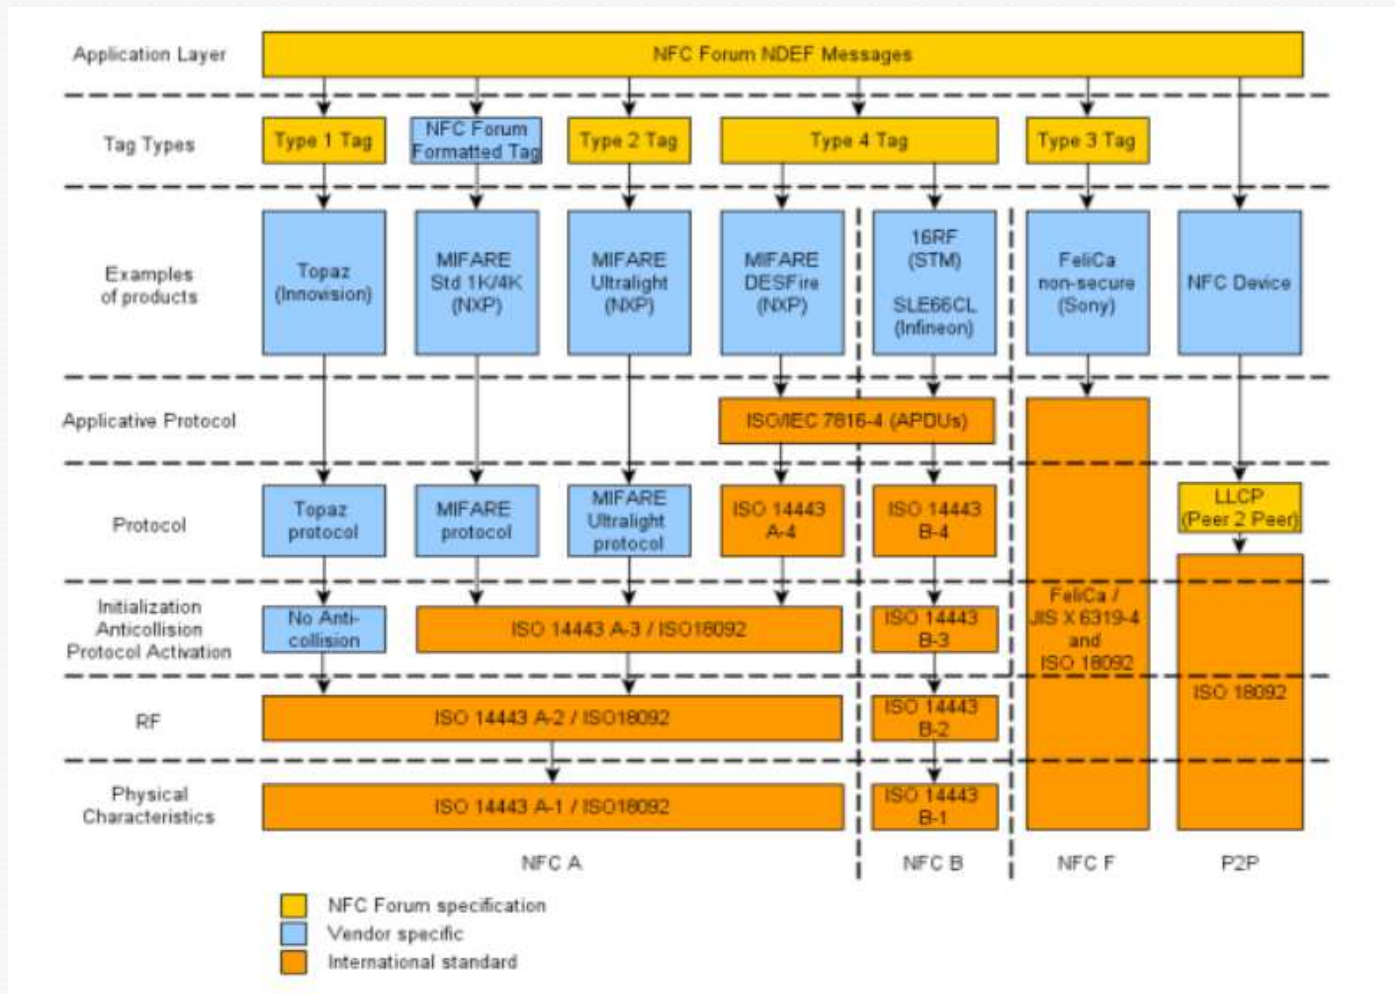 Application Layer
NFC Forum NDEF Messages
Tag Types
Type 1 Tag
NFC Forum
Formatted Tag
Type 2 Tag
Type 4 Tag
Type 3 Tag
Examples
of products
Topaz
(Innovision)
MIFARE
Std 1K/4K
(NXP)
MIFARE
Ultralight
(NXP)
MIFARE
DESFire
(NXP)
16RF
(STM)
SLE66CL
(Infineon)
FeliCa
non-secure
(Sony)
NFC Device
Applicative Protocol
ISO/IEC 7816-4 (APDUs)
Protocol
Topaz
protocol
MIFARE
protocol
MIFARE
Ultralight
protocol
ISO 14443
A-4
ISO 14443
B-4
LLCP
(Peer 2 Peer)
Initialization
Anticollision
Protocol Activation
No Anti-
collision
ISO 14443 A-3 / ISO18092
ISO 14443
B-3
FeliCa /
JIS X 6319-4
and
ISO 18092
ISO 18092
RF
ISO 14443 A-2 / ISO18092
ISO 14443
B-2
Physical
Characteristics
ISO 14443 A-1 / ISO18092
ISO 14443
B-1
NFC A
NFC B
NFC F
P2P
NFC Forum specification
Vendor specific
International standard